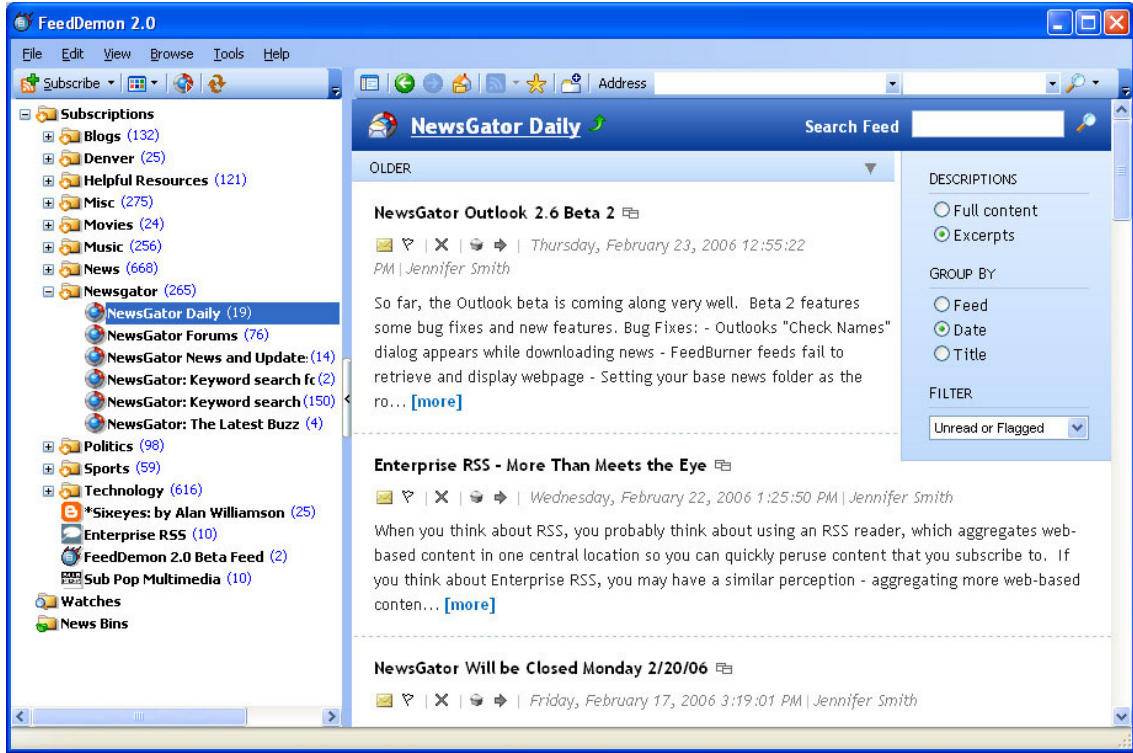 FeedDemon 2.0
File Edit View Browse Tools Help
Subscribe
Address
Subscriptions
Blogs (132)
Denver (25)
Helpful Resources (121)
Misc (275)
Movies (24)
Music (256)
News (668)
Newsgator (265)
NewsGator Daily (19)
NewsGator Forums (76)
NewsGator News and Update: (14)
NewsGator: Keyword search fc (2)
NewsGator: Keyword search (150)
NewsGator: The Latest Buzz (4)
Politics (98)
Sports (59)
Technology (616)
*Sixeyes: by Alan Williamson (25)
Enterprise RSS (10)
FeedDemon 2.0 Beta Feed (2)
Sub Pop Multimedia (10)
Watches
News Bins
NewsGator Daily
Search Feed
OLDER
NewsGator Outlook 2.6 Beta 2
| Thursday, February 23, 2006 12:55:22
PM | Jennifer Smith
So far, the Outlook beta is coming along very well. Beta 2 features
some bug fixes and new features. Bug Fixes: - Outlooks "Check Names"
dialog appears while downloading news - FeedBurner feeds fail to
retrieve and display webpage - Setting your base news folder as the
ro... [more]
DESCRIPTIONS
Full content
Excerpts
GROUP BY
Feed
Date
Title
FILTER
Unread or Flagged
Enterprise RSS - More Than Meets the Eye
| Wednesday, February 22, 2006 1:25:50 PM | Jennifer Smith
When you think about RSS, you probably think about using an RSS reader, which aggregates web-
based content in one central location so you can quickly peruse content that you subscribe to. If
you think about Enterprise RSS, you may have a similar perception - aggregating more web-based
conten... [more]
NewsGator Will be Closed Monday 2/20/06
| Friday, February 17, 2006 3:19:01 PM | Jennifer Smith